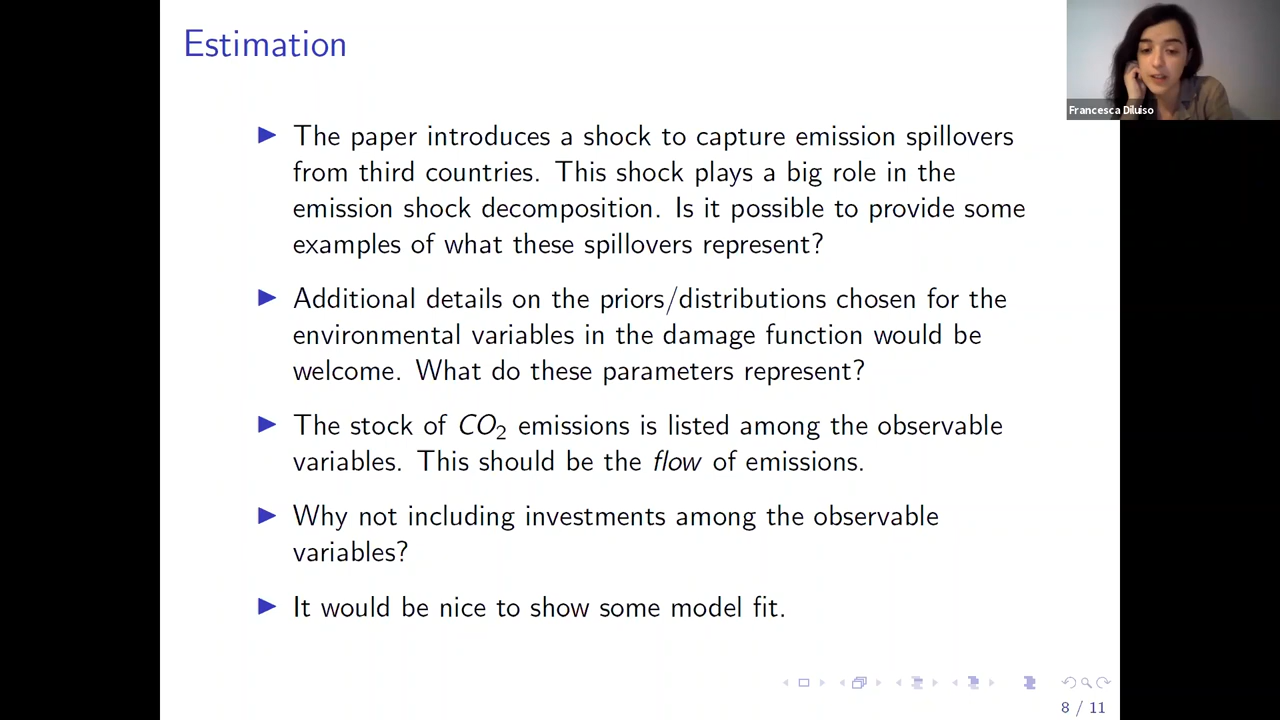 Estimation
Francesca Diluiso
The paper introduces a shock to capture emission spillovers
from third countries. This shock plays a big role in the
emission shock decomposition. Is it possible to provide some
examples of what these spillovers represent?
Additional details on the priors/distributions chosen for the
environmental variables in the damage function would be
welcome. What do these parameters represent?
The stock of CO₂ emissions is listed among the observable
variables. This should be the flow of emissions.
Why not including investments among the observable
variables?
It would be nice to show some model fit.
8 / 11